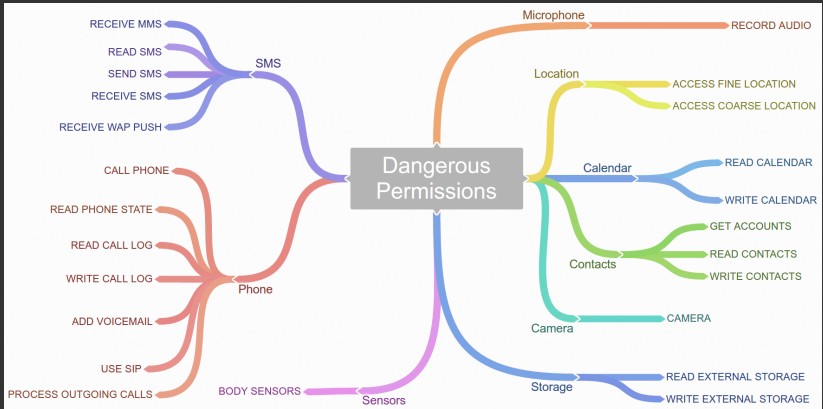 Dangerous
Permissions
SMS
RECEIVE MMS
READ SMS
SEND SMS
RECEIVE SMS
RECEIVE WAP PUSH
Phone
CALL PHONE
READ PHONE STATE
READ CALL LOG
WRITE CALL LOG
ADD VOICEMAIL
USE SIP
PROCESS OUTGOING CALLS
Sensors
BODY SENSORS
Microphone
RECORD AUDIO
Location
ACCESS FINE LOCATION
ACCESS COARSE LOCATION
Calendar
READ CALENDAR
WRITE CALENDAR
Contacts
GET ACCOUNTS
READ CONTACTS
WRITE CONTACTS
Camera
CAMERA
Storage
READ EXTERNAL STORAGE
WRITE EXTERNAL STORAGE